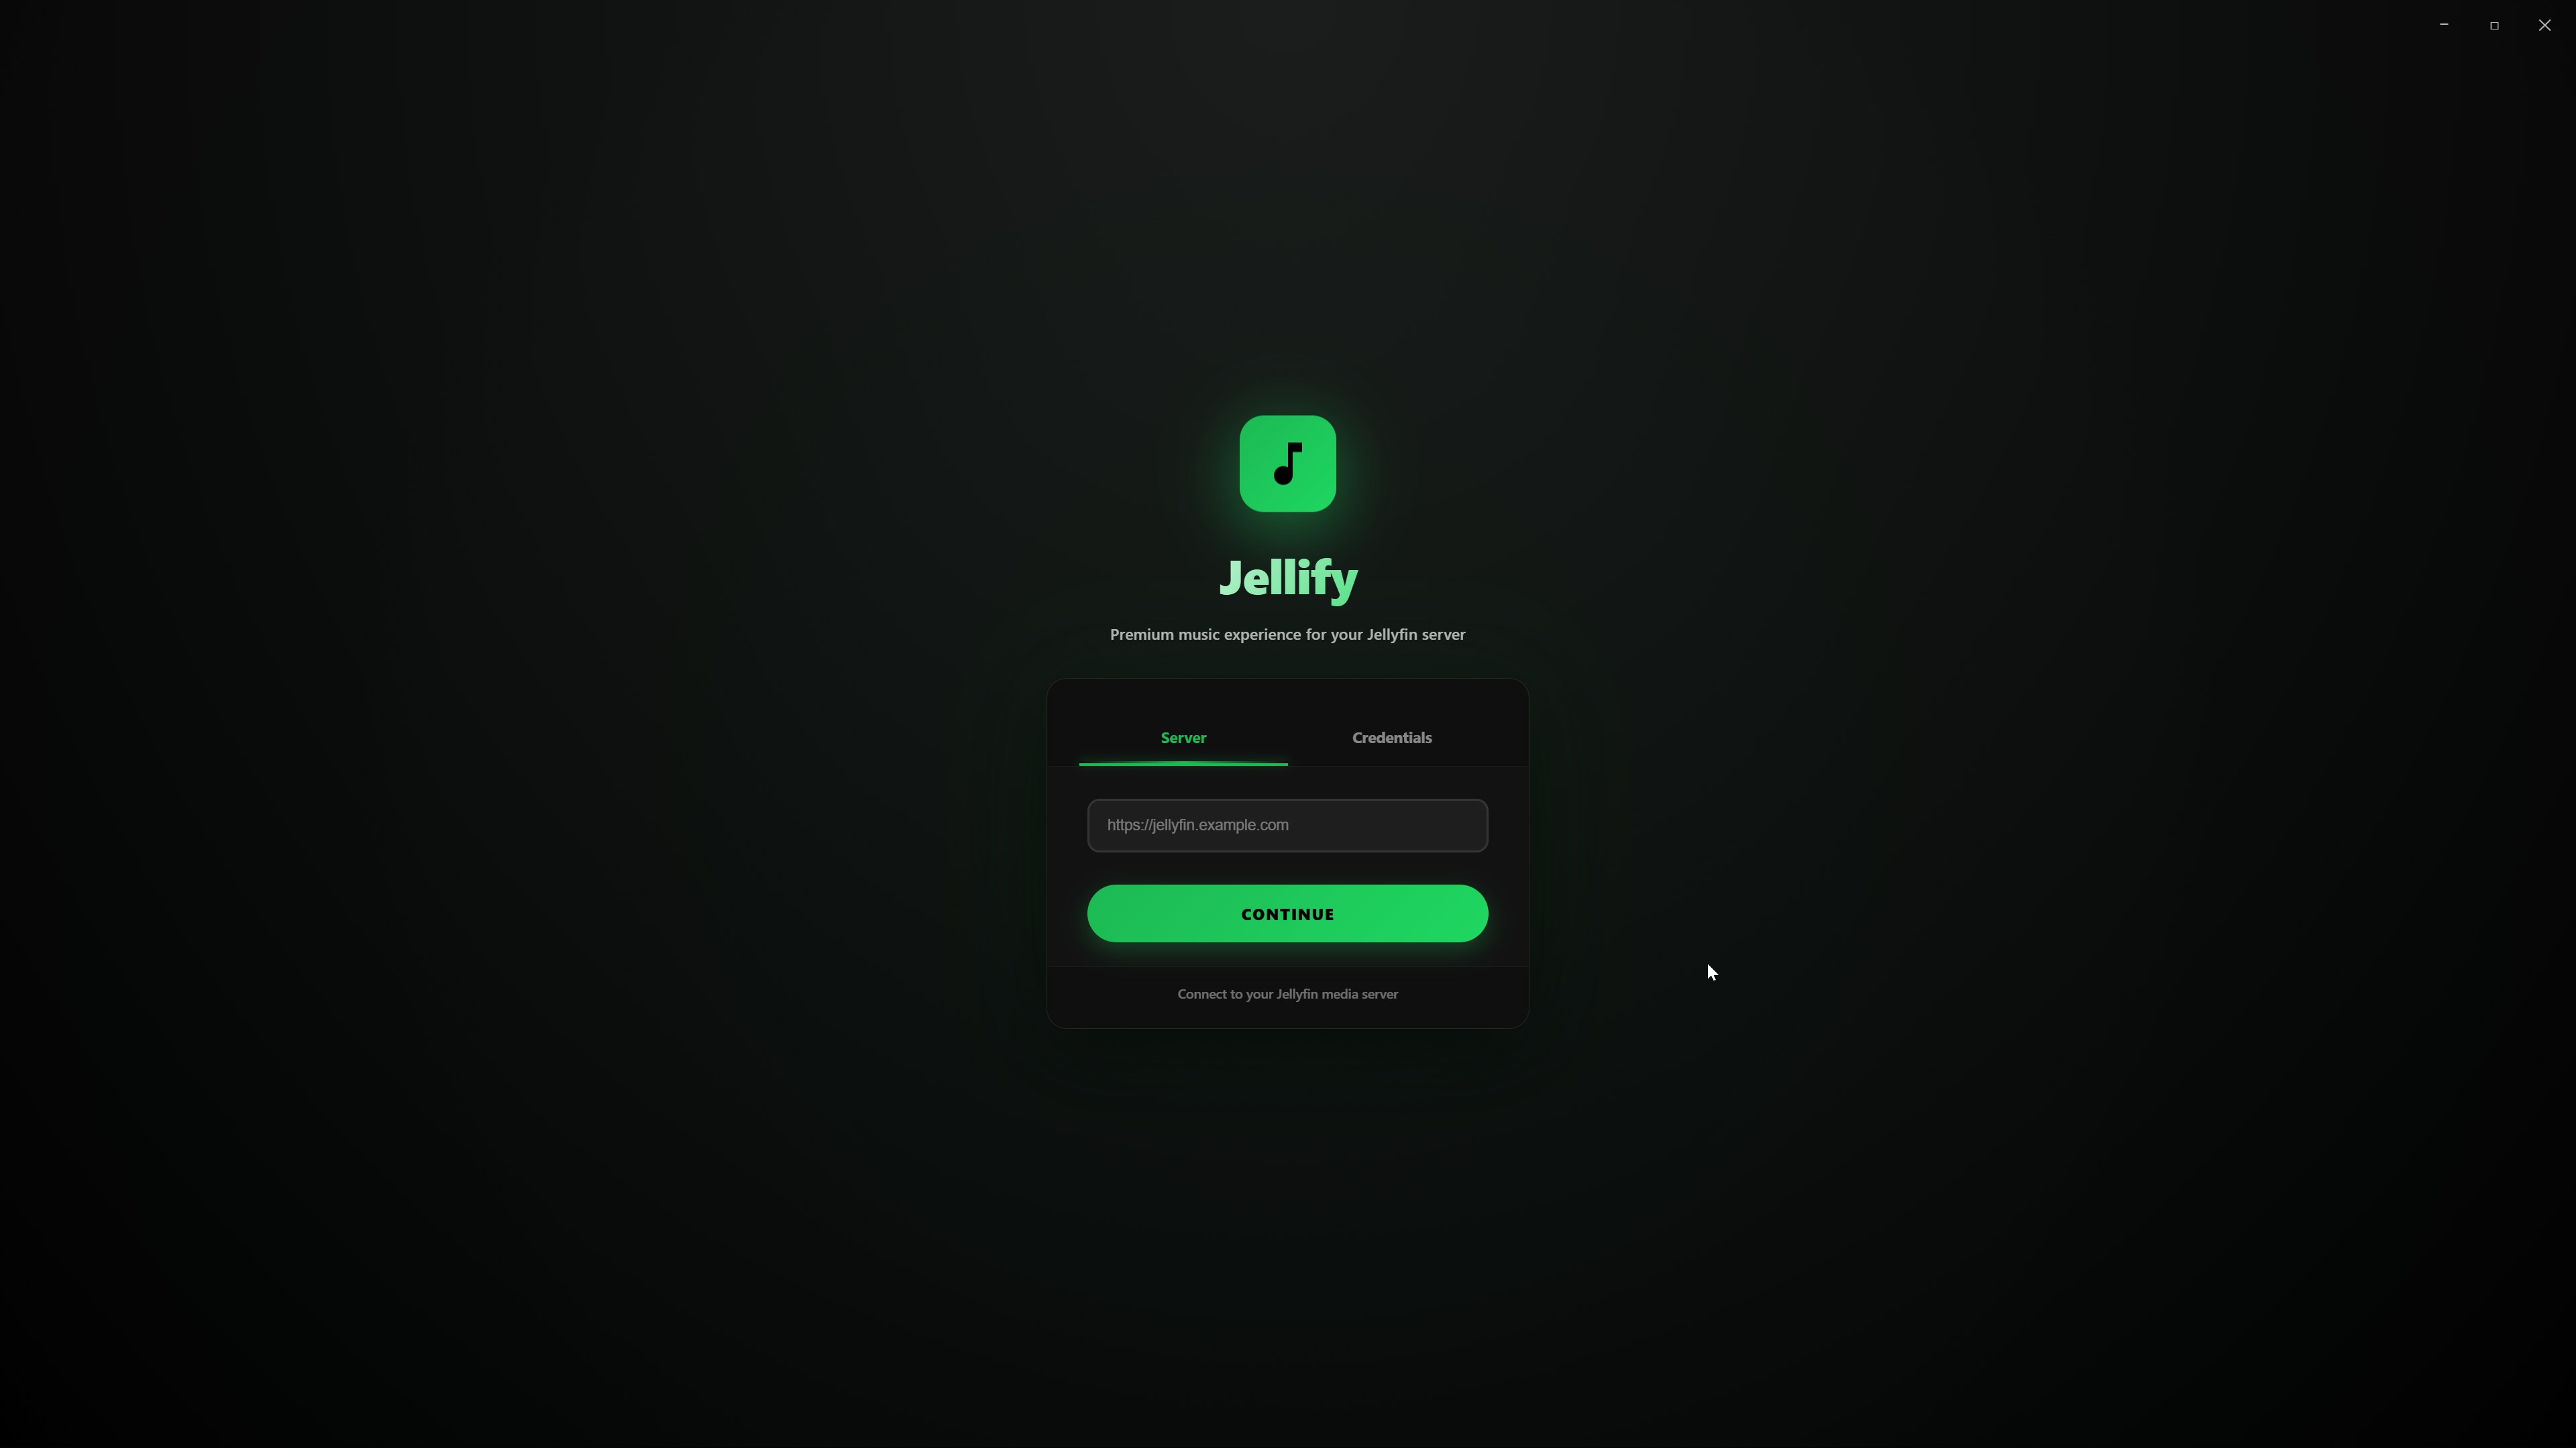 Jellify
Premium music experience for your Jellyfin server
Server
Credentials
https://jellyfin.example.com
CONTINUE
Connect to your Jellyfin media server